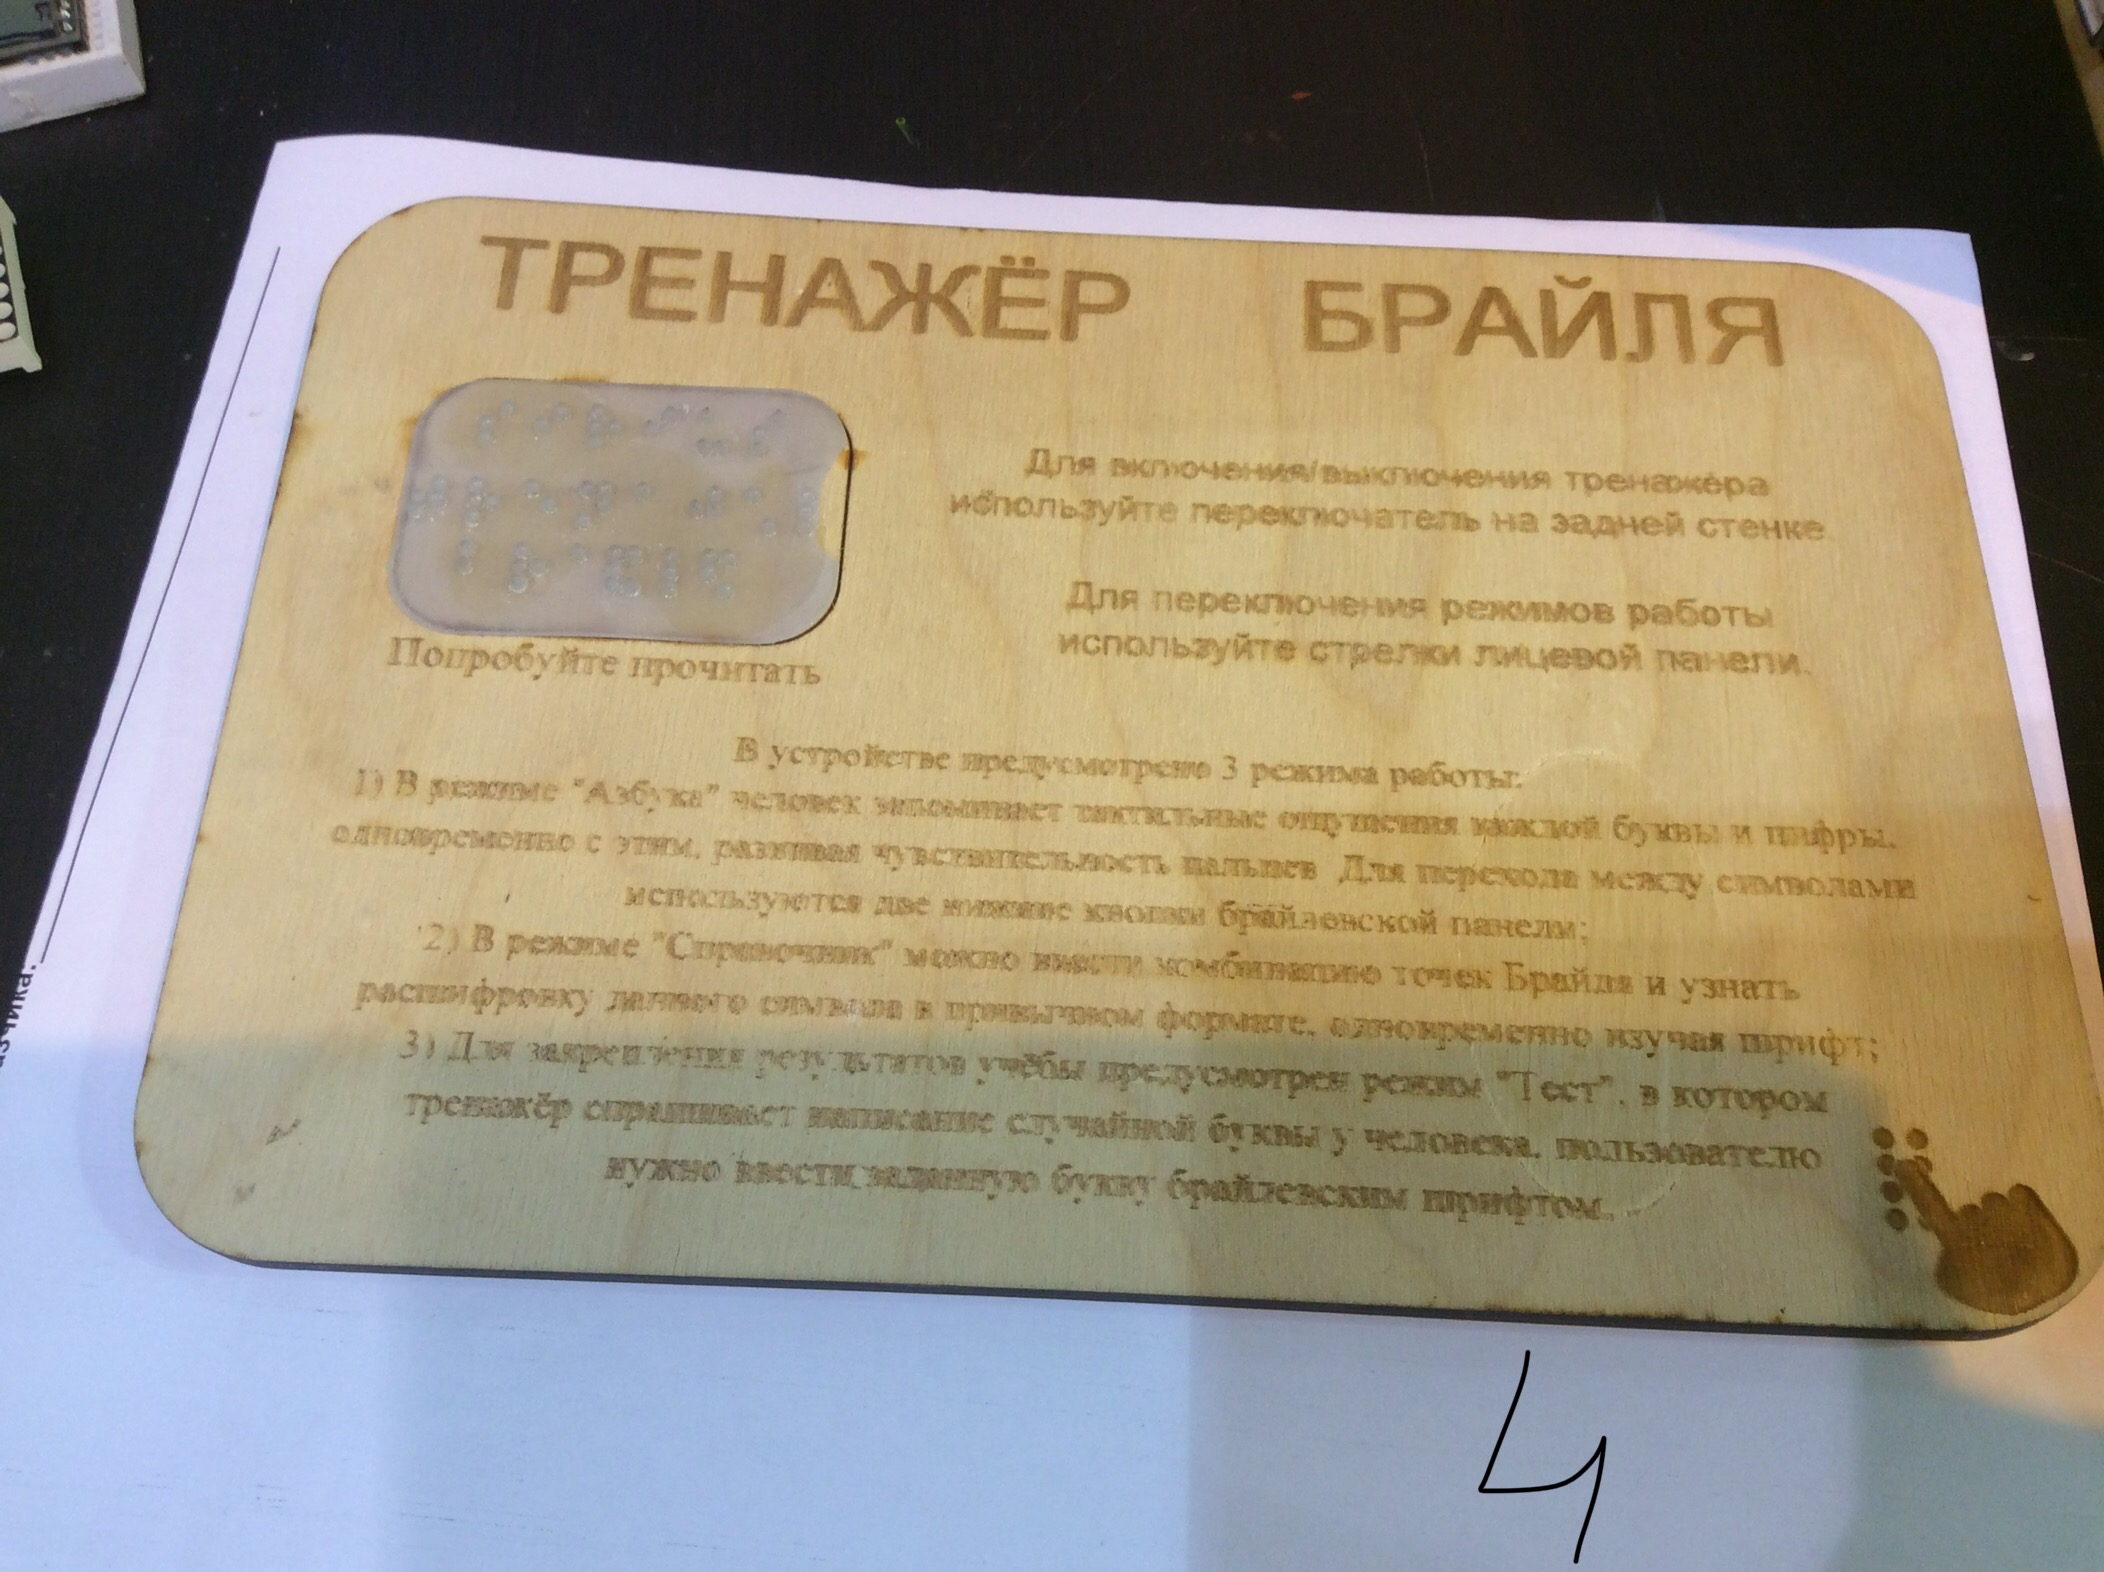 ТРЕНАЖЁР БРАЙЛЯ
Для включения/выключения тренажёра
используйте переключатель на задней стенке
Попробуйте прочитать
Для переключения режимов работы
используйте стрелки лицевой панели.
В устройстве предусмотрено 3 режима работы:
1) В режиме "Азбука" человек запоминает тактильные ощущения каждой буквы и цифры,
одновременно с этим, развивая чувствительность пальцев. Для перехода между символами
используются две нижние кнопки брайлевской панели;
2) В режиме "Справочник" можно ввести комбинацию точек Брайля и узнать
расшифровку данного символа в привычном формате, одновременно изучая шрифт;
3) Для закрепления результатов учёбы предусмотрен режим "Тест", в котором
тренажёр спрашивает написание случайной буквы у человека, пользователю
нужно ввести заданную букву брайлевским шрифтом.
4